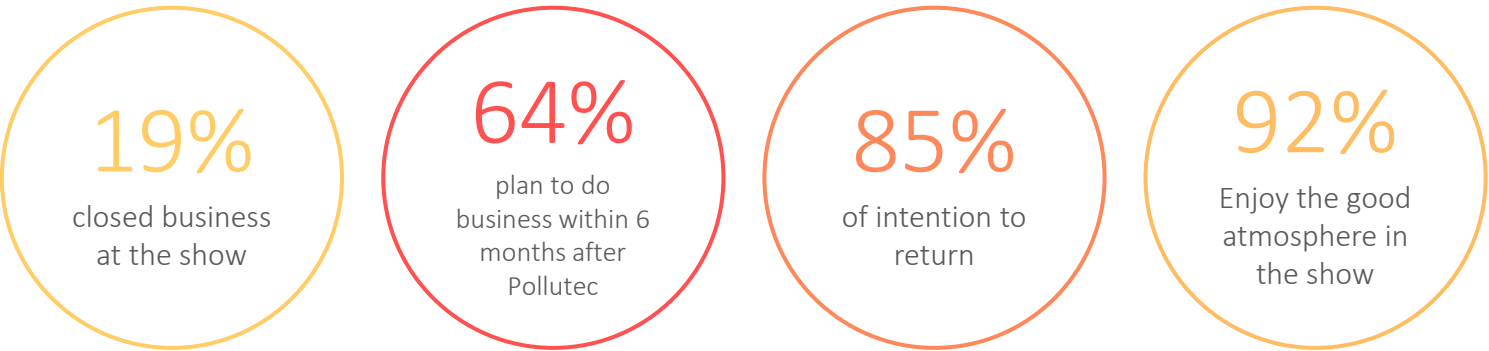 19%
closed business
at the show
64%
plan to do
business within 6
months after
Pollutec
85%
of intention to
return
92%
Enjoy the good
atmosphere in
the show